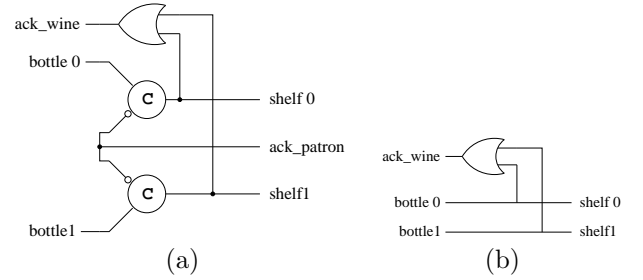 ack_wine
bottle 0
C
shelf 0
ack_patron
C
shelf1
bottle1
(a)
ack_wine
bottle 0
shelf 0
bottle1
shelf1
(b)